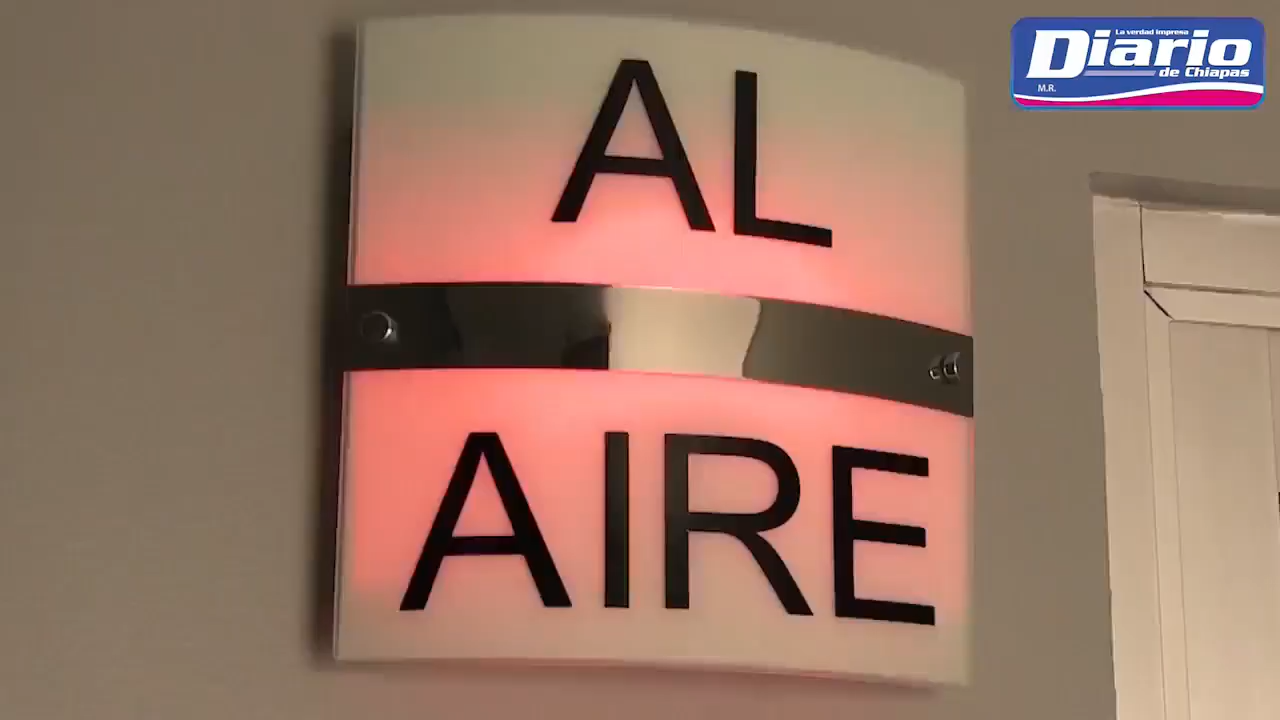 La verdad impresa
Diario
de Chiapas
M.R.
AL
AIRE